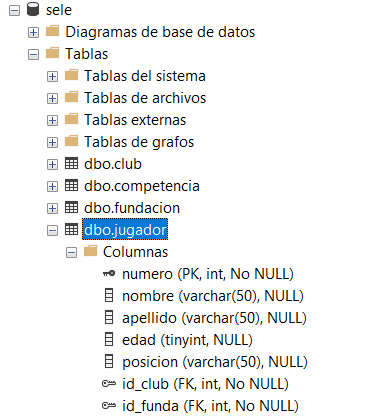 sele
Diagramas de base de datos
Tablas
Tablas del sistema
Tablas de archivos
Tablas externas
Tablas de grafos
dbo.club
dbo.competencia
dbo.fundacion
dbo.jugador
Columnas
numero (PK, int, No NULL)
nombre (varchar(50), NULL)
apellido (varchar(50), NULL)
edad (tinyint, NULL)
posicion (varchar(50), NULL)
id_club (FK, int, No NULL)
id_funda (FK, int, No NULL)